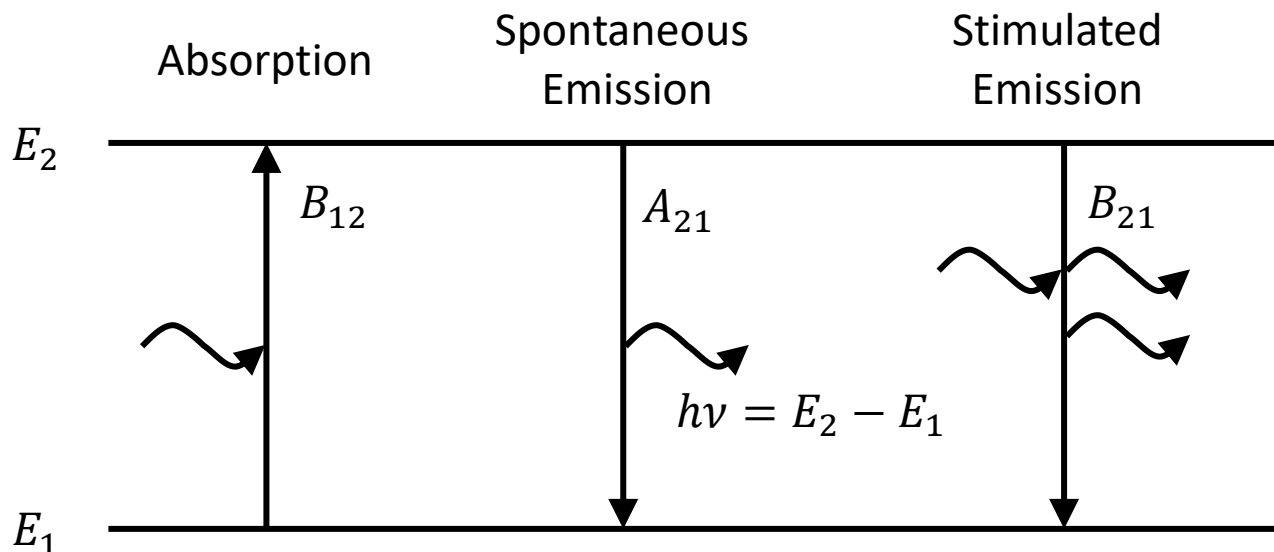 Absorption
Spontaneous
Emission
Stimulated
Emission
E₂
B₁₂
A₂₁
B₂₁
hν = E₂ − E₁
E₁